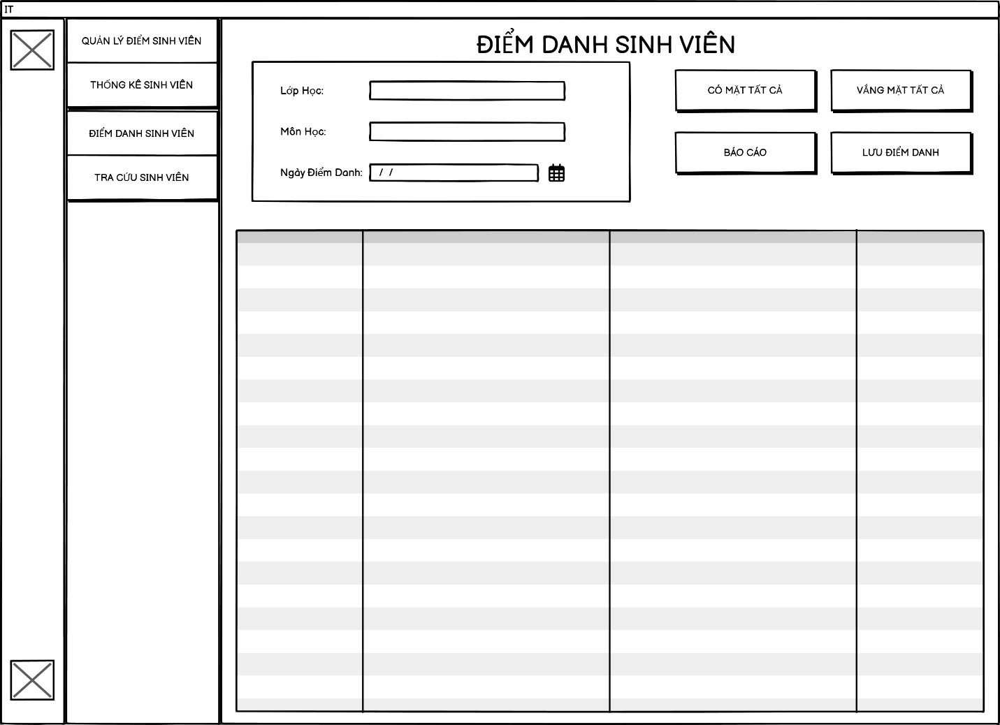 IT
QUẢN LÝ ĐIỂM SINH VIÊN
THỐNG KÊ SINH VIÊN
ĐIỂM DANH SINH VIÊN
TRA CỨU SINH VIÊN
ĐIỂM DANH SINH VIÊN
Lớp Học:
Môn Học:
Ngày Điểm Danh: / /
CÓ MẶT TẤT CẢ
VẮNG MẶT TẤT CẢ
BÁO CÁO
LƯU ĐIỂM DANH